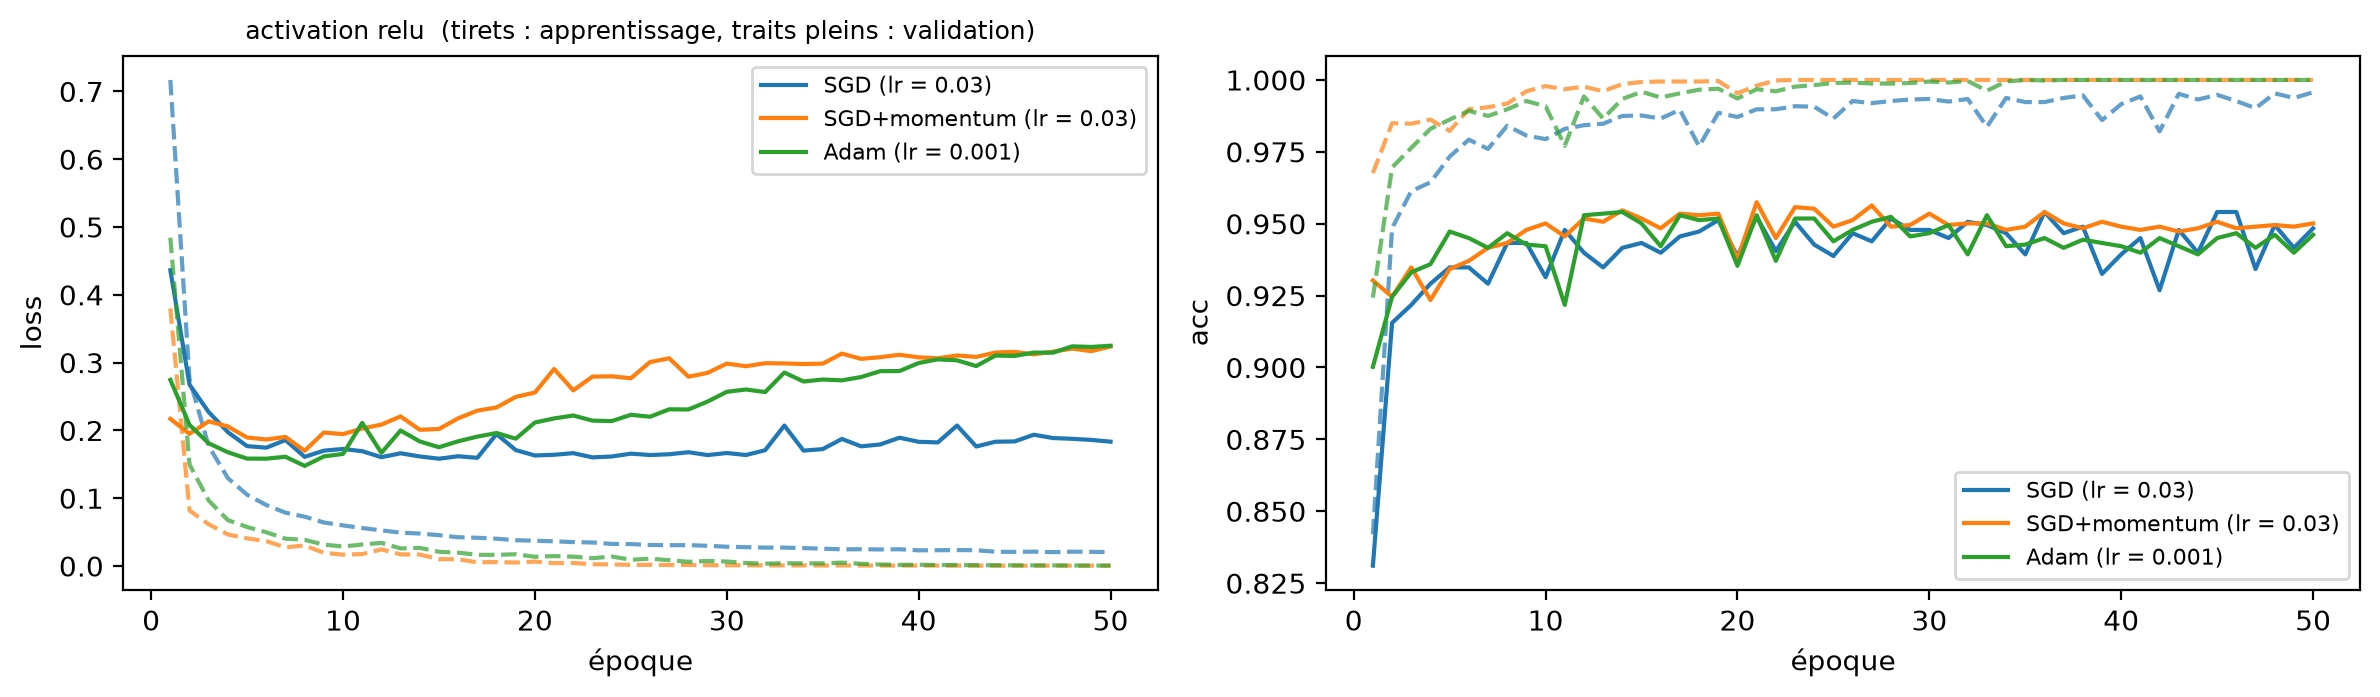 activation relu  (tirets : apprentissage, traits pleins : validation)
loss
0.7
0.6
0.5
0.4
0.3
0.2
0.1
0.0
SGD (lr = 0.03)
SGD+momentum (lr = 0.03)
Adam (lr = 0.001)
0 10 20 30 40 50
époque
acc
1.000
0.975
0.950
0.925
0.900
0.875
0.850
0.825
SGD (lr = 0.03)
SGD+momentum (lr = 0.03)
Adam (lr = 0.001)
0 10 20 30 40 50
époque